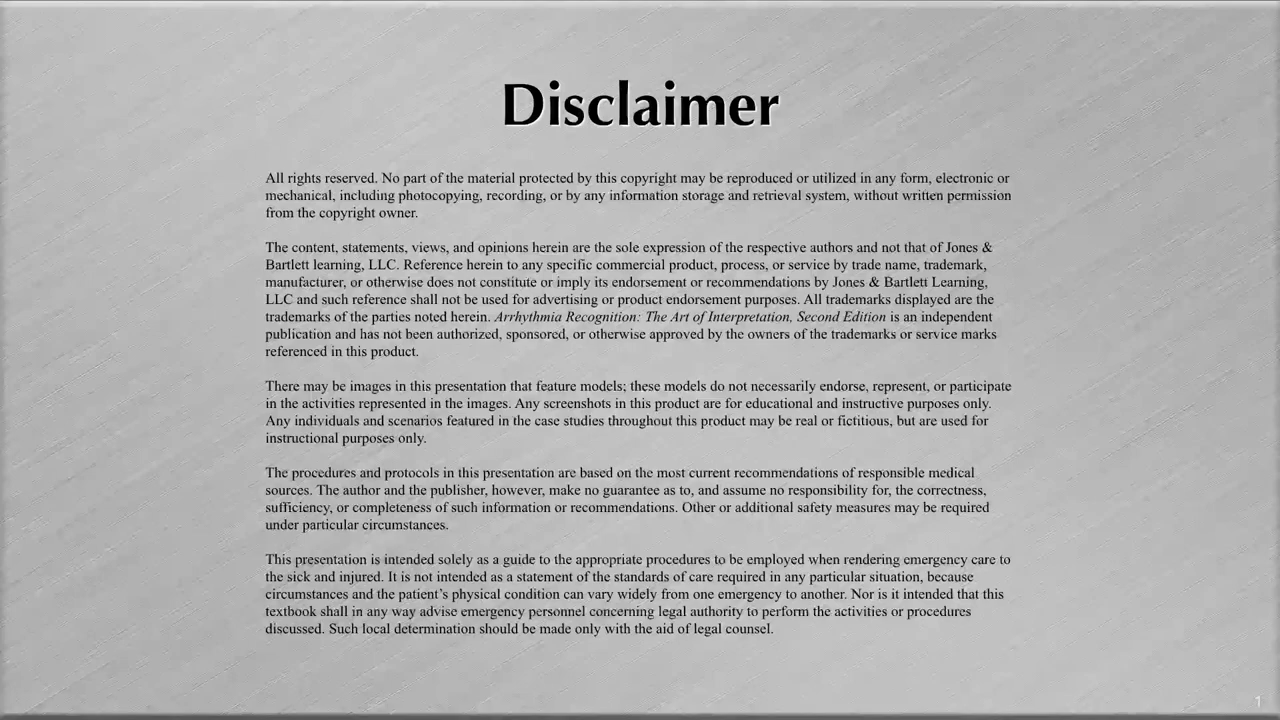 Disclaimer
All rights reserved. No part of the material protected by this copyright may be reproduced or utilized in any form, electronic or
mechanical, including photocopying, recording, or by any information storage and retrieval system, without written permission
from the copyright owner.
The content, statements, views, and opinions herein are the sole expression of the respective authors and not that of Jones &
Bartlett learning, LLC. Reference herein to any specific commercial product, process, or service by trade name, trademark,
manufacturer, or otherwise does not constitute or imply its endorsement or recommendations by Jones & Bartlett Learning,
LLC and such reference shall not be used for advertising or product endorsement purposes. All trademarks displayed are the
trademarks of the parties noted herein. Arrhythmia Recognition: The Art of Interpretation, Second Edition is an independent
publication and has not been authorized, sponsored, or otherwise approved by the owners of the trademarks or service marks
referenced in this product.
There may be images in this presentation that feature models; these models do not necessarily endorse, represent, or participate
in the activities represented in the images. Any screenshots in this product are for educational and instructive purposes only.
Any individuals and scenarios featured in the case studies throughout this product may be real or fictitious, but are used for
instructional purposes only.
The procedures and protocols in this presentation are based on the most current recommendations of responsible medical
sources. The author and the publisher, however, make no guarantee as to, and assume no responsibility for, the correctness,
sufficiency, or completeness of such information or recommendations. Other or additional safety measures may be required
under particular circumstances.
This presentation is intended solely as a guide to the appropriate procedures to be employed when rendering emergency care to
the sick and injured. It is not intended as a statement of the standards of care required in any particular situation, because
circumstances and the patient's physical condition can vary widely from one emergency to another. Nor is it intended that this
textbook shall in any way advise emergency personnel concerning legal authority to perform the activities or procedures
discussed. Such local determination should be made only with the aid of legal counsel.
1